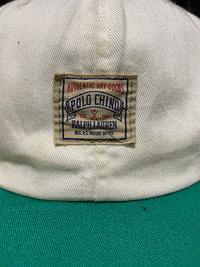 AUTHENTIC DRY GOODS
POLO CHINO
RALPH LAUREN
REG. U.S. PATENT OFFICE